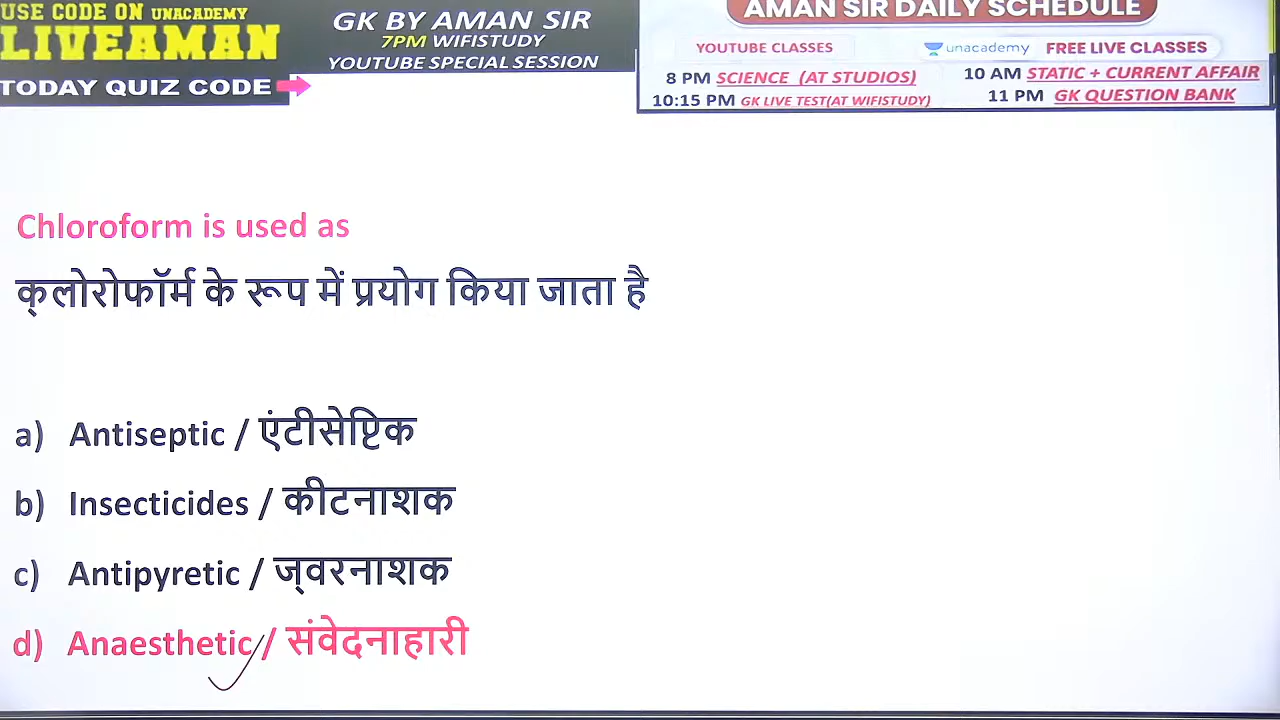 USE CODE ON UNACADEMY
LIVEAMAN
TODAY QUIZ CODE
GK BY AMAN SIR
7PM WIFISTUDY
YOUTUBE SPECIAL SESSION
AMAN SIR DAILY SCHEDULE
YOUTUBE CLASSES
unacademy FREE LIVE CLASSES
8 PM SCIENCE (AT STUDIOS)
10 AM STATIC + CURRENT AFFAIR
10:15 PM GK LIVE TEST(AT WIFISTUDY)
11 PM GK QUESTION BANK
Chloroform is used as
क्लोरोफॉर्म के रूप में प्रयोग किया जाता है
a) Antiseptic / एंटीसेप्टिक
b) Insecticides / कीटनाशक
c) Antipyretic / ज्वरनाशक
d) Anaesthetic / संवेदनाहारी